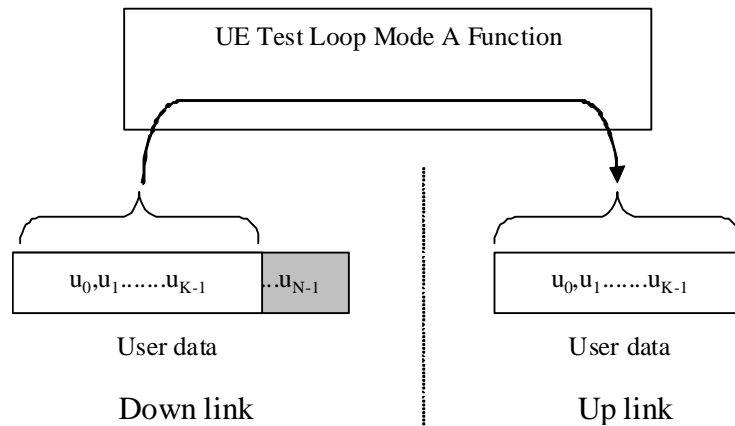 UE Test Loop Mode A Function
u0,u1.......uK-1 ...uN-1
u0,u1.......uK-1
User data
User data
Down link
Up link